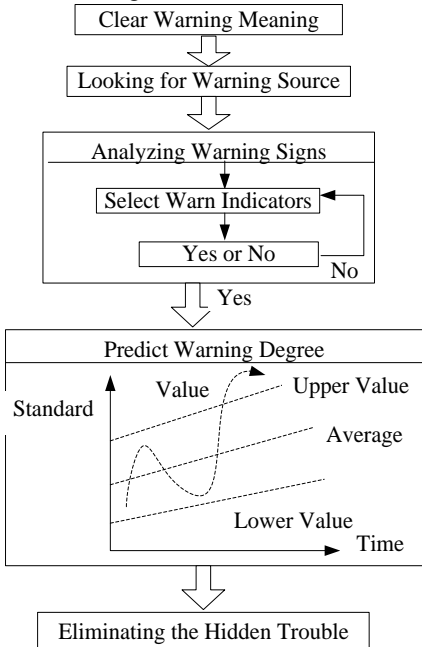 Clear Warning Meaning
Looking for Warning Source
Analyzing Warning Signs
Select Warn Indicators
Yes or No
No
Yes
Predict Warning Degree
Value
Upper Value
Standard
Average
Lower Value
Time
Eliminating the Hidden Trouble